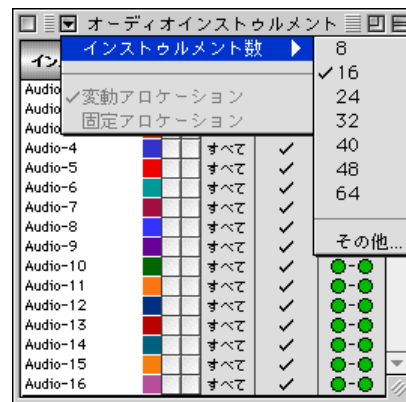 オーディオインストゥルメント
インストゥルメント数
8
✓16
24
32
40
48
64
その他...
イン
✓変動アロケーション
固定アロケーション
Audio
Audio
Audio
Audio-4 すべて ✓
Audio-5 すべて ✓
Audio-6 すべて ✓
Audio-7 すべて ✓
Audio-8 すべて ✓
Audio-9 すべて ✓
Audio-10 すべて ✓
Audio-11 すべて ✓
Audio-12 すべて ✓
Audio-13 すべて ✓
Audio-14 すべて ✓
Audio-15 すべて ✓
Audio-16 すべて ✓